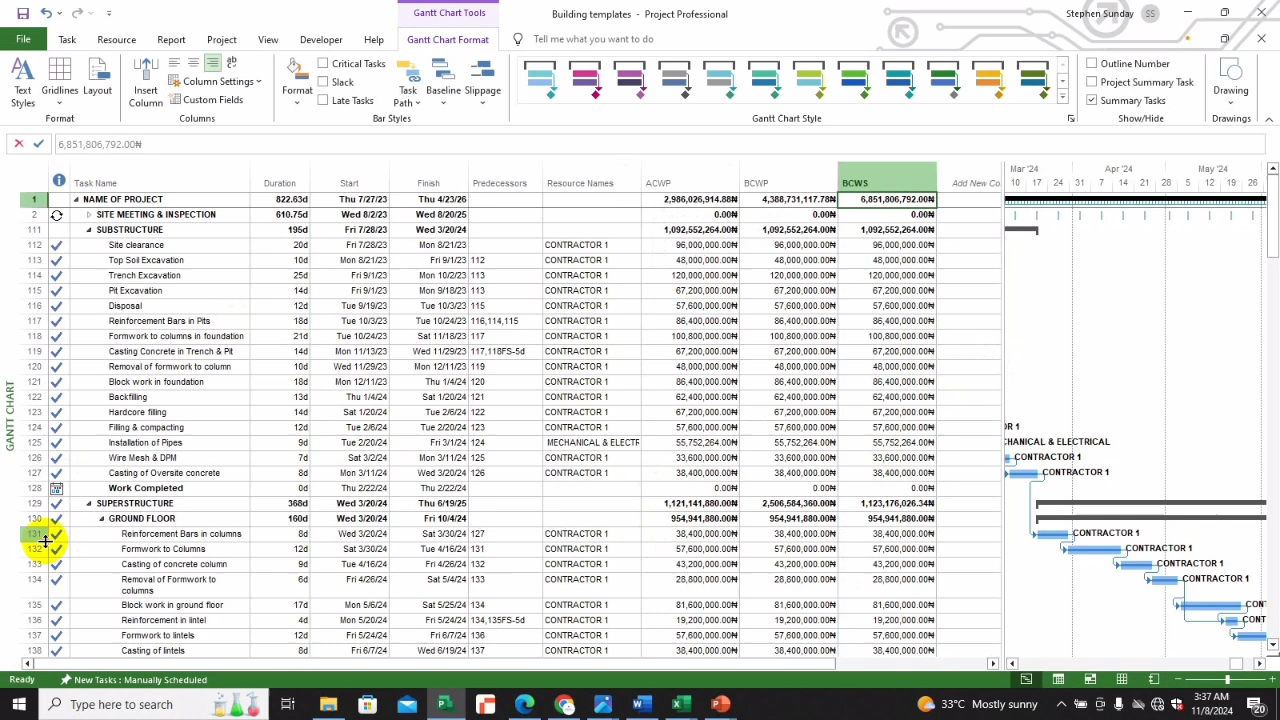 Gantt Chart Tools
Building templates - Project Professional
Stephen Sunday SS
File Task Resource Report Project View Developer Help Gantt Chart Format Tell me what you want to do
Text Styles Gridlines Layout
Format
Insert Column
Column Settings
Custom Fields
Columns
Format
Critical Tasks
Slack
Late Tasks
Task Path Baseline Slippage
Bar Styles
Gantt Chart Style
Outline Number
Project Summary Task
Summary Tasks
Show/Hide
Drawing
Drawings
6,851,806,792.00₦
Task Name Duration Start Finish Predecessors Resource Names ACWP BCWP BCWS Add New Co
Mar '24 Apr '24 May '24
10 17 24 31 7 14 21 28 5 12 19 26
1 NAME OF PROJECT 822.63d Thu 7/27/23 Thu 4/23/26 2,986,026,914.88₦ 4,388,731,117.78₦ 6,851,806,792.00₦
2 SITE MEETING & INSPECTION 610.75d Wed 8/2/23 Wed 8/20/25 0.00₦ 0.00₦ 0.00₦
111 SUBSTRUCTURE 195d Fri 7/28/23 Wed 3/20/24 1,092,552,264.00₦ 1,092,552,264.00₦ 1,092,552,264.00₦
112 Site clearance 20d Fri 7/28/23 Mon 8/21/23 CONTRACTOR 1 96,000,000.00₦ 96,000,000.00₦ 96,000,000.00₦
113 Top Soil Excavation 10d Mon 8/21/23 Fri 9/1/23 112 CONTRACTOR 1 48,000,000.00₦ 48,000,000.00₦ 48,000,000.00₦
114 Trench Excavation 25d Fri 9/1/23 Mon 10/2/23 113 CONTRACTOR 1 120,000,000.00₦ 120,000,000.00₦ 120,000,000.00₦
115 Pit Excavation 14d Fri 9/1/23 Mon 9/18/23 113 CONTRACTOR 1 67,200,000.00₦ 67,200,000.00₦ 67,200,000.00₦
116 Disposal 12d Tue 9/19/23 Tue 10/3/23 115 CONTRACTOR 1 57,600,000.00₦ 57,600,000.00₦ 57,600,000.00₦
117 Reinforcement Bars in Pits 18d Tue 10/3/23 Tue 10/24/23 116,114,115 CONTRACTOR 1 86,400,000.00₦ 86,400,000.00₦ 86,400,000.00₦
118 Formwork to columns in foundation 21d Tue 10/24/23 Sat 11/18/23 117 CONTRACTOR 1 100,800,000.00₦ 100,800,000.00₦ 100,800,000.00₦
119 Casting Concrete in Trench & Pit 14d Mon 11/13/23 Wed 11/29/23 117,118FS-5d CONTRACTOR 1 67,200,000.00₦ 67,200,000.00₦ 67,200,000.00₦
120 Removal of formwork to column 10d Wed 11/29/23 Mon 12/11/23 119 CONTRACTOR 1 48,000,000.00₦ 48,000,000.00₦ 48,000,000.00₦
121 Block work in foundation 18d Mon 12/11/23 Thu 1/4/24 120 CONTRACTOR 1 86,400,000.00₦ 86,400,000.00₦ 86,400,000.00₦
122 Backfilling 13d Thu 1/4/24 Sat 1/20/24 121 CONTRACTOR 1 62,400,000.00₦ 62,400,000.00₦ 62,400,000.00₦
123 Hardcore filling 14d Sat 1/20/24 Tue 2/6/24 122 CONTRACTOR 1 67,200,000.00₦ 67,200,000.00₦ 67,200,000.00₦
124 Filling & compacting 12d Tue 2/6/24 Tue 2/20/24 123 CONTRACTOR 1 57,600,000.00₦ 57,600,000.00₦ 57,600,000.00₦ OR 1
125 Installation of Pipes 9d Tue 2/20/24 Fri 3/1/24 124 MECHANICAL & ELECTR 55,752,264.00₦ 55,752,264.00₦ 55,752,264.00₦ CHANICAL & ELECTRICAL
126 Wire Mesh & DPM 7d Sat 3/2/24 Mon 3/11/24 125 CONTRACTOR 1 33,600,000.00₦ 33,600,000.00₦ 33,600,000.00₦ CONTRACTOR 1
127 Casting of Oversite concrete 8d Mon 3/11/24 Wed 3/20/24 126 CONTRACTOR 1 38,400,000.00₦ 38,400,000.00₦ 38,400,000.00₦ CONTRACTOR 1
128 Work Completed 0d Thu 2/22/24 Thu 2/22/24 0.00₦ 0.00₦ 0.00₦
129 SUPERSTRUCTURE 368d Wed 3/20/24 Thu 6/19/25 1,121,141,880.00₦ 2,506,584,360.00₦ 1,123,176,026.34₦
130 GROUND FLOOR 160d Wed 3/20/24 Fri 10/4/24 954,941,880.00₦ 954,941,880.00₦ 954,941,880.00₦
131 Reinforcement Bars in columns 8d Wed 3/20/24 Sat 3/30/24 127 CONTRACTOR 1 38,400,000.00₦ 38,400,000.00₦ 38,400,000.00₦ CONTRACTOR 1
132 Formwork to Columns 12d Sat 3/30/24 Tue 4/16/24 131 CONTRACTOR 1 57,600,000.00₦ 57,600,000.00₦ 57,600,000.00₦ CONTRACTOR 1
133 Casting of concrete column 9d Tue 4/16/24 Fri 4/26/24 132 CONTRACTOR 1 43,200,000.00₦ 43,200,000.00₦ 43,200,000.00₦ CONTRACTOR 1
134 Removal of Formwork to columns 6d Fri 4/26/24 Sat 5/4/24 133 CONTRACTOR 1 28,800,000.00₦ 28,800,000.00₦ 28,800,000.00₦ CONTRACTOR 1
135 Block work in ground floor 17d Mon 5/6/24 Sat 5/25/24 134 CONTRACTOR 1 81,600,000.00₦ 81,600,000.00₦ 81,600,000.00₦ CON
136 Reinforcement in lintel 4d Mon 5/20/24 Fri 5/24/24 134,135FS-5d CONTRACTOR 1 19,200,000.00₦ 19,200,000.00₦ 19,200,000.00₦ CONT
137 Formwork to lintels 12d Fri 5/24/24 Fri 6/7/24 136 CONTRACTOR 1 57,600,000.00₦ 57,600,000.00₦ 57,600,000.00₦
138 Casting of lintels 8d Fri 6/7/24 Wed 6/19/24 137 CONTRACTOR 1 38,400,000.00₦ 38,400,000.00₦ 38,400,000.00₦
GANTT CHART
Ready New Tasks : Manually Scheduled
Type here to search
33°C Mostly sunny
3:37 AM
11/8/2024
20